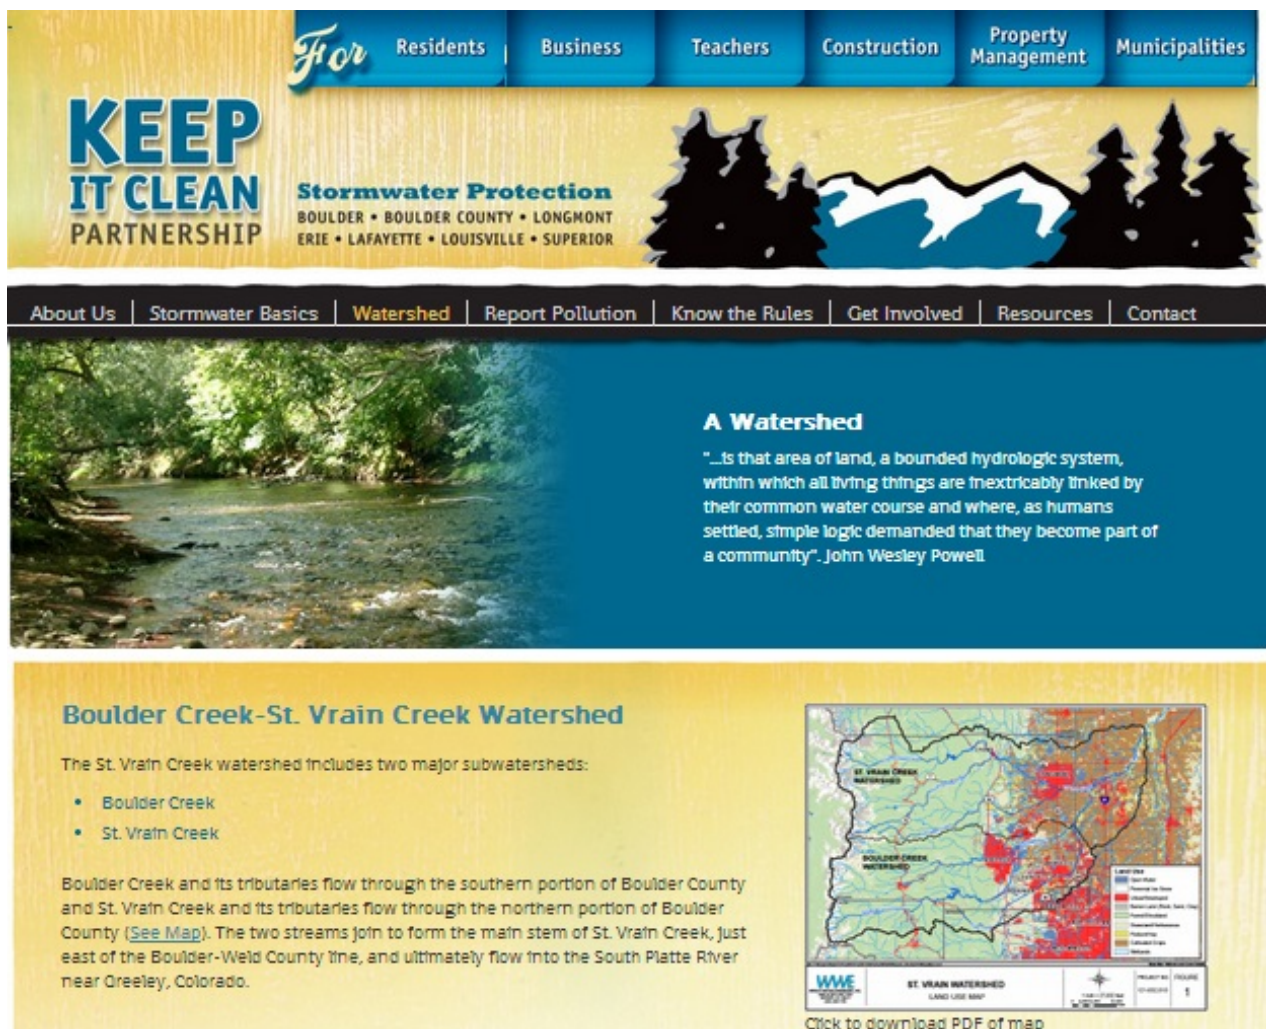 For
Residents
Business
Teachers
Construction
Property
Management
Municipalities
KEEP
IT CLEAN
PARTNERSHIP
Stormwater Protection
BOULDER • BOULDER COUNTY • LONGMONT
ERIE • LAFAYETTE • LOUISVILLE • SUPERIOR
About Us | Stormwater Basics | Watershed | Report Pollution | Know the Rules | Get Involved | Resources | Contact
A Watershed
"...is that area of land, a bounded hydrologic system,
within which all living things are inextricably linked by
their common water course and where, as humans
settled, simple logic demanded that they become part of
a community". John Wesley Powell
Boulder Creek-St. Vrain Creek Watershed
The St. Vrain Creek watershed includes two major subwatersheds:
• Boulder Creek
• St. Vrain Creek
Boulder Creek and its tributaries flow through the southern portion of Boulder County
and St. Vrain Creek and its tributaries flow through the northern portion of Boulder
County (See Map). The two streams join to form the main stem of St. Vrain Creek, just
east of the Boulder-Weld County line, and ultimately flow into the South Platte River
near Greeley, Colorado.
ST. VRAIN CREEK
WATERSHED
BOULDER CREEK
WATERSHED
Land Use
Open Water
Cultivated Crops
Wetlands
WWE
ST. VRAIN WATERSHED
LAND USE MAP
PROJECT NO.
FIGURE
1
Click to download PDF of map